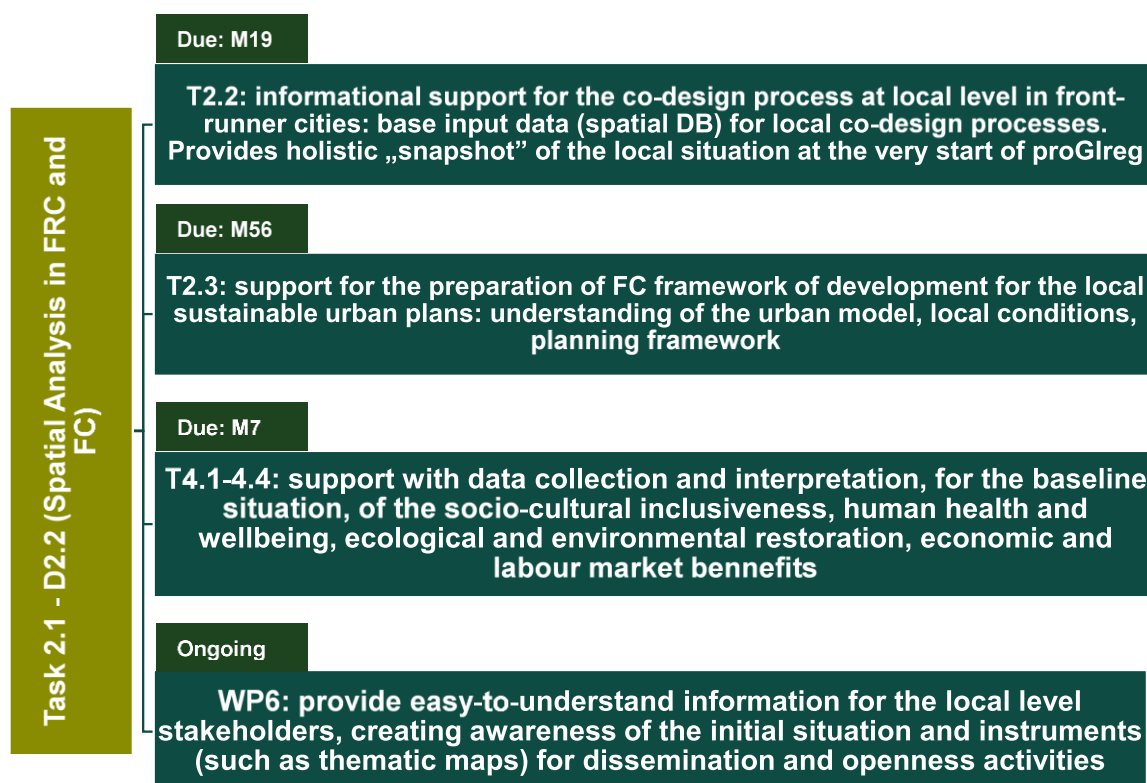 Task 2.1 - D2.2 (Spatial Analysis in FRC and
FC)
Due: M19
T2.2: informational support for the co-design process at local level in front-
runner cities: base input data (spatial DB) for local co-design processes.
Provides holistic „snapshot” of the local situation at the very start of proGIreg
Due: M56
T2.3: support for the preparation of FC framework of development for the local
sustainable urban plans: understanding of the urban model, local conditions,
planning framework
Due: M7
T4.1-4.4: support with data collection and interpretation, for the baseline
situation, of the socio-cultural inclusiveness, human health and
wellbeing, ecological and environmental restoration, economic and
labour market bennefits
Ongoing
WP6: provide easy-to-understand information for the local level
stakeholders, creating awareness of the initial situation and instruments
(such as thematic maps) for dissemination and openness activities